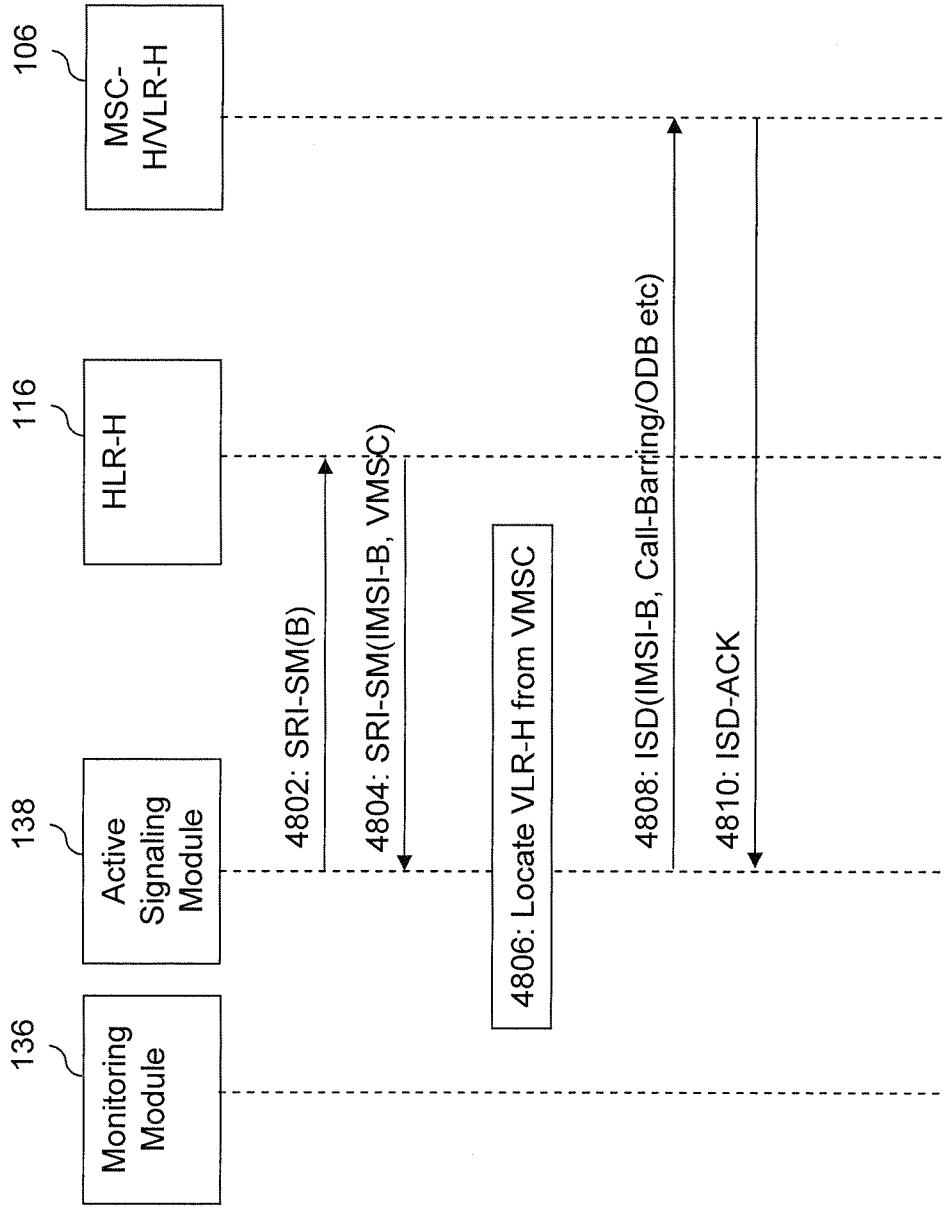 136
Monitoring
Module
138
Active
Signaling
Module
116
HLR-H
106
MSC-
H/VLR-H
4802: SRI-SM(B)
4804: SRI-SM(IMSI-B, VMSC)
4806: Locate VLR-H from VMSC
4808: ISD(IMSI-B, Call-Barring/ODB etc)
4810: ISD-ACK